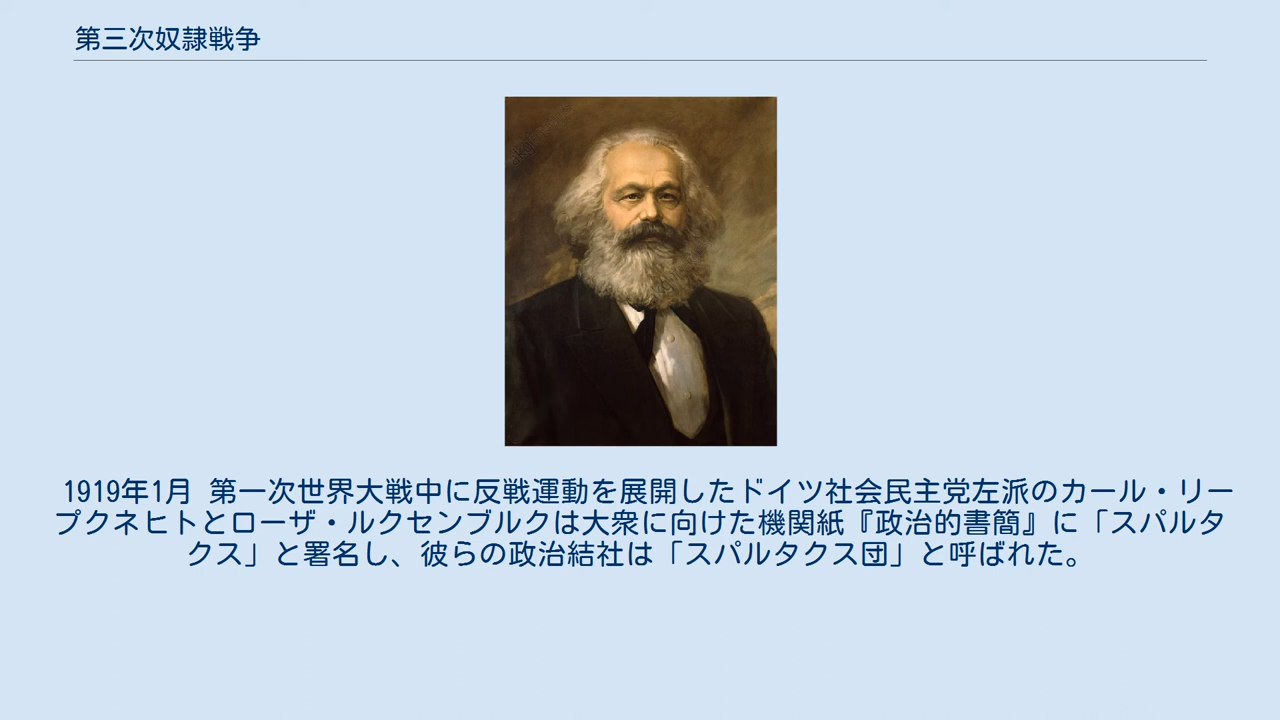 第三次奴隷戦争
1919年1月 第一次世界大戦中に反戦運動を展開したドイツ社会民主党左派のカール・リー
プクネヒトとローザ・ルクセンブルクは大衆に向けた機関紙『政治的書簡』に「スパルタ
クス」と署名し、彼らの政治結社は「スパルタクス団」と呼ばれた。